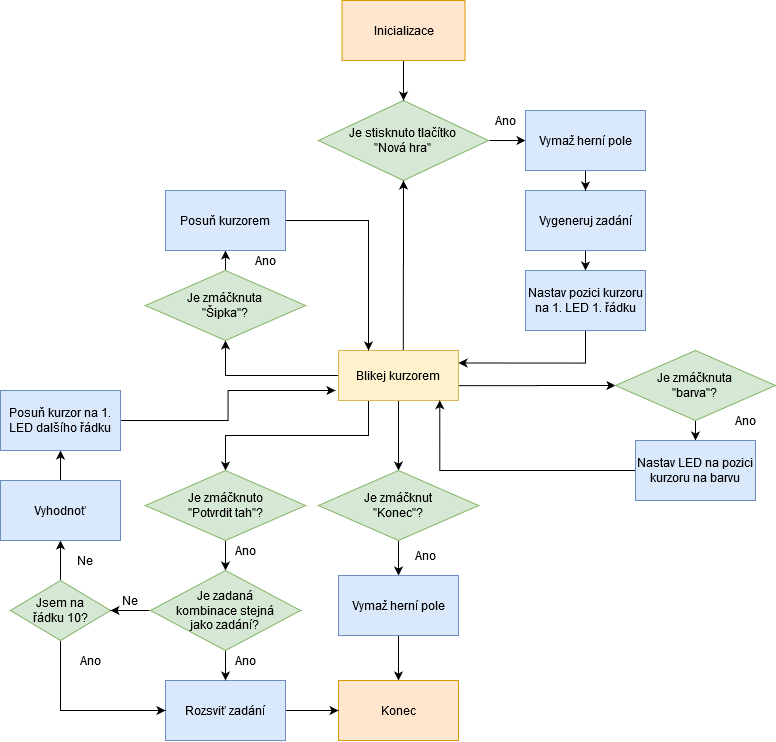 Inicializace
Je stisknuto tlačítko
"Nová hra"
Ano
Vymaž herní pole
Vygeneruj zadání
Nastav pozici kurzoru
na 1. LED 1. řádku
Posuň kurzorem
Ano
Je zmáčknuta
"Šipka"?
Blikej kurzorem
Je zmáčknuta
"barva"?
Ano
Nastav LED na pozici
kurzoru na barvu
Posuň kurzor na 1.
LED dalšího řádku
Vyhodnoť
Ne
Je zmáčknuto
"Potvrdit tah"?
Ano
Je zmáčknut
"Konec"?
Ano
Jsem na
řádku 10?
Ne
Je zadaná
kombinace stejná
jako zadání?
Vymaž herní pole
Ano
Ano
Rozsviť zadání
Konec